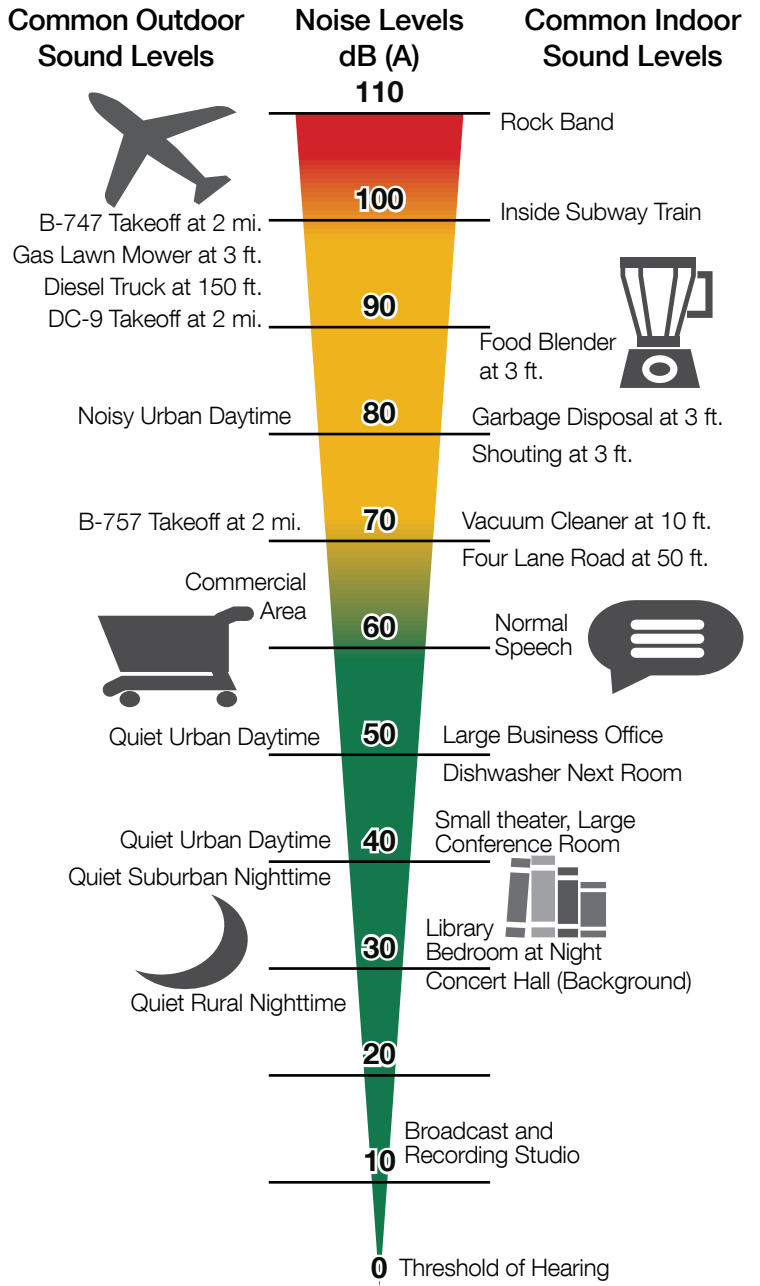 Common Outdoor
Sound Levels
Noise Levels
dB (A)
Common Indoor
Sound Levels
110
Rock Band
100
Inside Subway Train
B-747 Takeoff at 2 mi.
Gas Lawn Mower at 3 ft.
Diesel Truck at 150 ft.
DC-9 Takeoff at 2 mi.
90
Food Blender
at 3 ft.
Noisy Urban Daytime
80
Garbage Disposal at 3 ft.
Shouting at 3 ft.
B-757 Takeoff at 2 mi.
70
Vacuum Cleaner at 10 ft.
Four Lane Road at 50 ft.
Commercial
Area
60
Normal
Speech
Quiet Urban Daytime
50
Large Business Office
Dishwasher Next Room
Quiet Urban Daytime
40
Small theater, Large
Conference Room
Quiet Suburban Nighttime
30
Library
Bedroom at Night
Concert Hall (Background)
Quiet Rural Nighttime
20
Broadcast and
Recording Studio
10
0
Threshold of Hearing